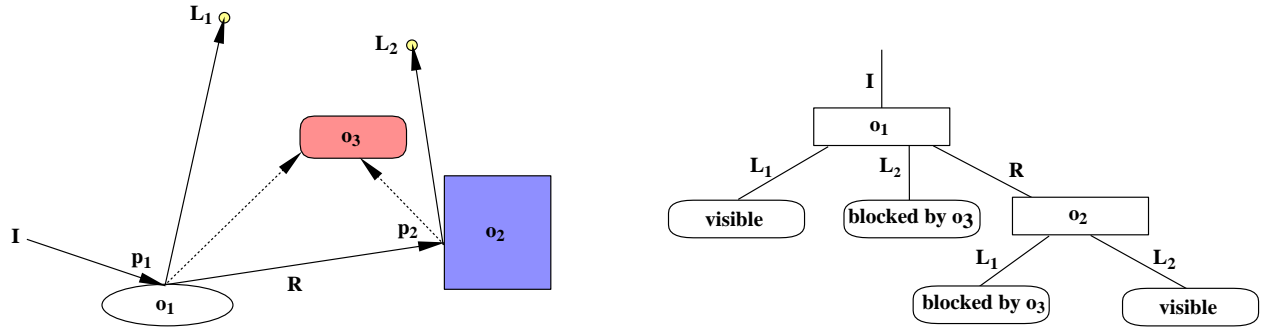 L1
L2
o3
I
p1
p2
o2
R
o1
I
o1
L1
L2
R
visible
blocked by o3
o2
L1
L2
blocked by o3
visible